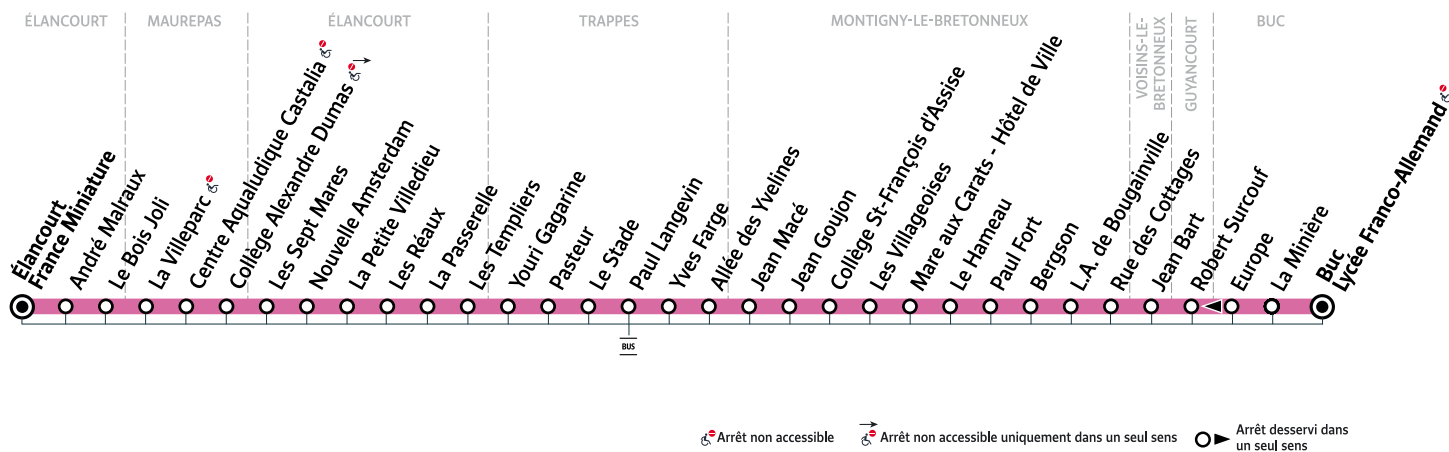 ÉLANCOURT
MAUREPAS
ÉLANCOURT
TRAPPES
MONTIGNY-LE-BRETONNEUX
VOISINS-LE-
BRETONNEUX
GUYANCOURT
BUC
Élancourt
France Miniature
André Malraux
Le Bois Joli
La Villeparc
Centre Aqualudique Castalia
Collège Alexandre Dumas
Les Sept Mares
Nouvelle Amsterdam
La Petite Villedieu
Les Réaux
La Passerelle
Les Templiers
Youri Gagarine
Pasteur
Le Stade
Paul Langevin
Yves Farge
Allée des Yvelines
Jean Macé
Jean Goujon
Collège St-François d'Assise
Les Villageoises
Mare aux Carats - Hôtel de Ville
Le Hameau
Paul Fort
Bergson
L.A. de Bougainville
Rue des Cottages
Jean Bart
Robert Surcouf
Europe
La Minière
Buc
Lycée Franco-Allemand
BUS
Arrêt non accessible
Arrêt non accessible uniquement dans un seul sens
Arrêt desservi dans
un seul sens